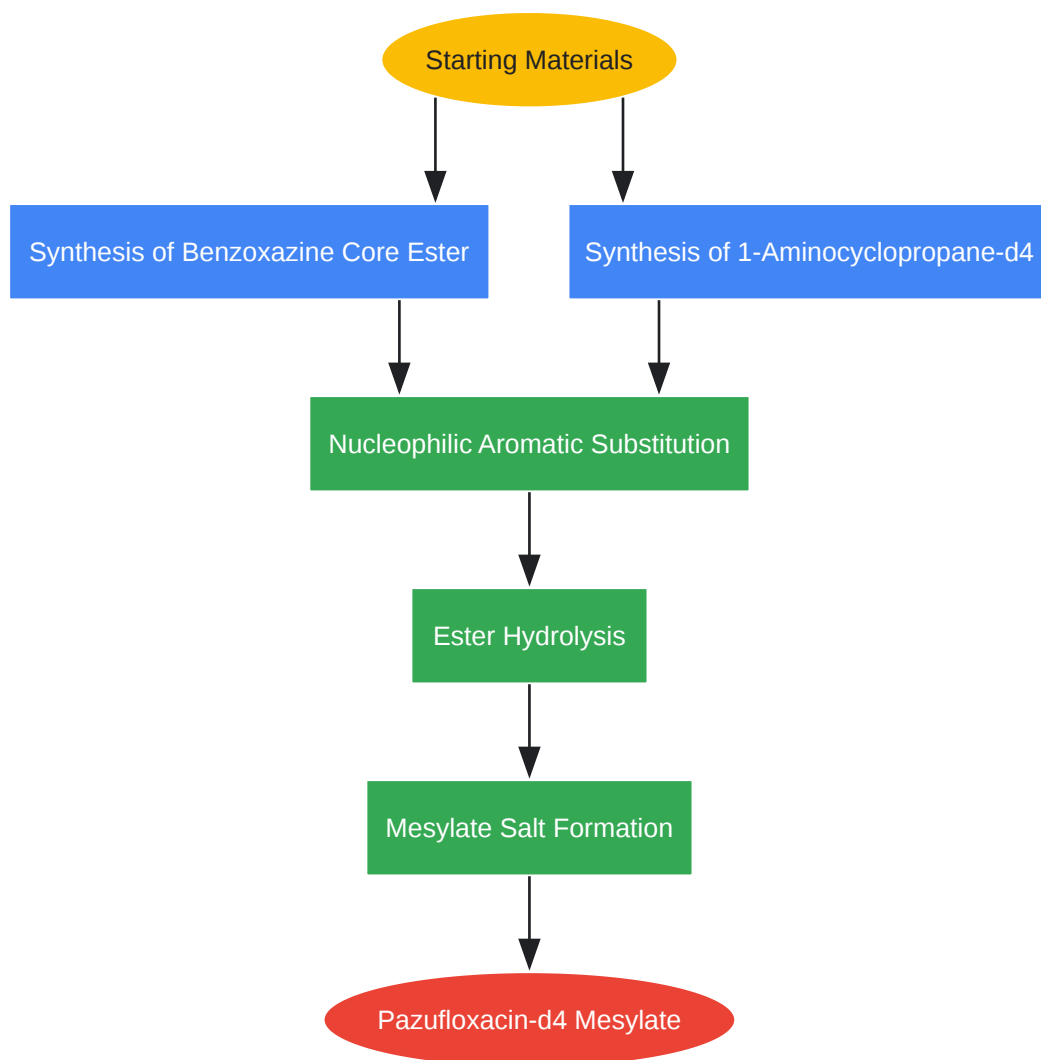 Starting Materials
Synthesis of Benzoxazine Core Ester
Synthesis of 1-Aminocyclopropane-d4
Nucleophilic Aromatic Substitution
Ester Hydrolysis
Mesylate Salt Formation
Pazufloxacin-d4 Mesylate